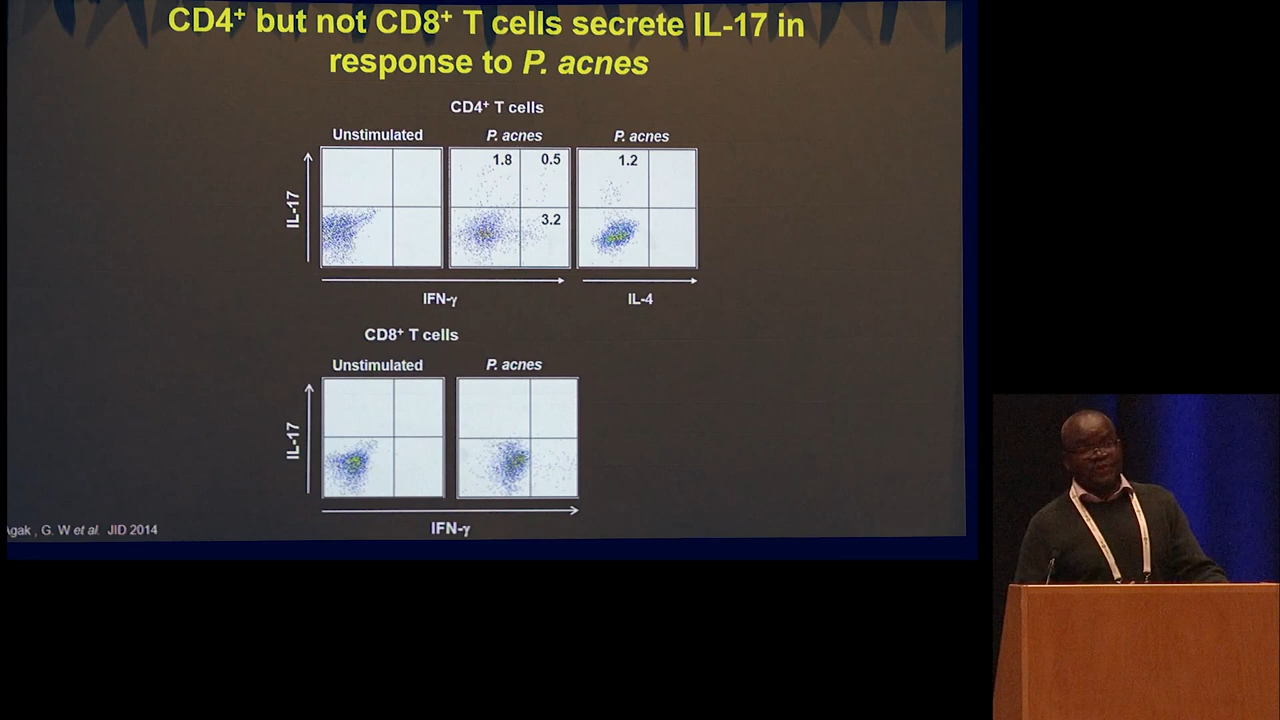 CD4⁺ but not CD8⁺ T cells secrete IL-17 in
response to P. acnes
CD4⁺ T cells
Unstimulated
P. acnes
P. acnes
1.8
0.5
1.2
3.2
IL-17
IFN-γ
IL-4
CD8⁺ T cells
Unstimulated
P. acnes
IL-17
IFN-γ
gak , G. W et al. JID 2014